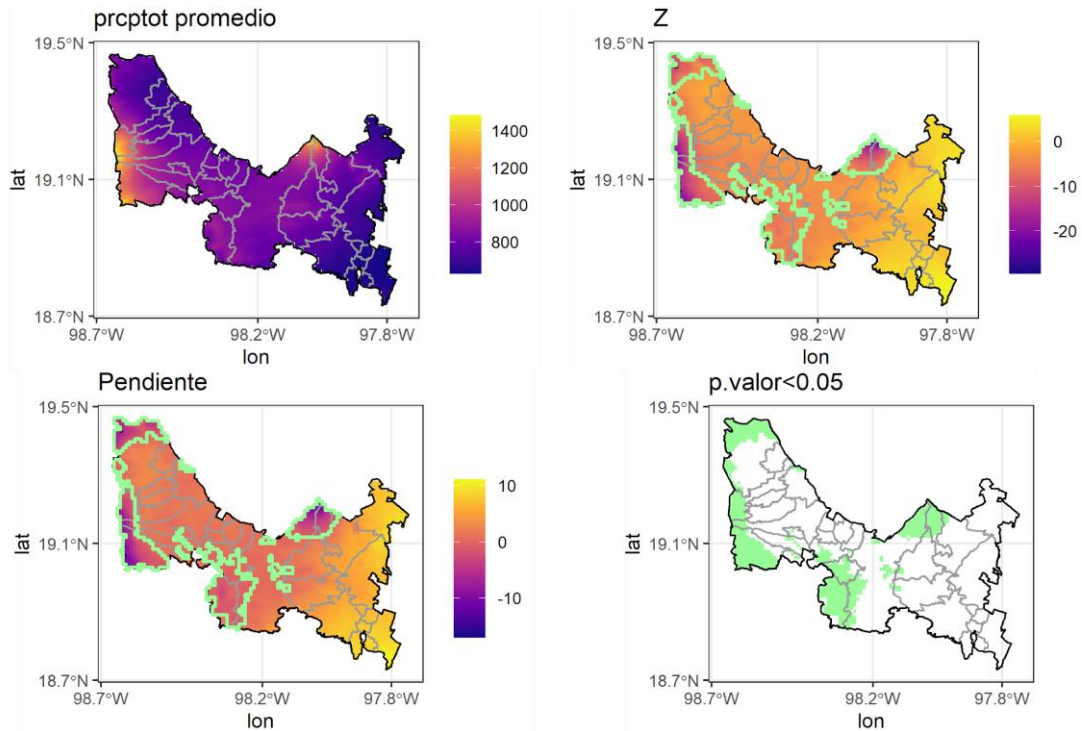 prcptot promedio
19.5°N
19.1°N
18.7°N
lat
98.7°W
98.2°W
97.8°W
lon
1400
1200
1000
800
Z
19.5°N
19.1°N
18.7°N
lat
98.7°W
98.2°W
97.8°W
lon
0
-10
-20
Pendiente
19.5°N
19.1°N
18.7°N
lat
98.7°W
98.2°W
97.8°W
lon
10
0
-10
p.valor<0.05
19.5°N
19.1°N
18.7°N
lat
98.7°W
98.2°W
97.8°W
lon